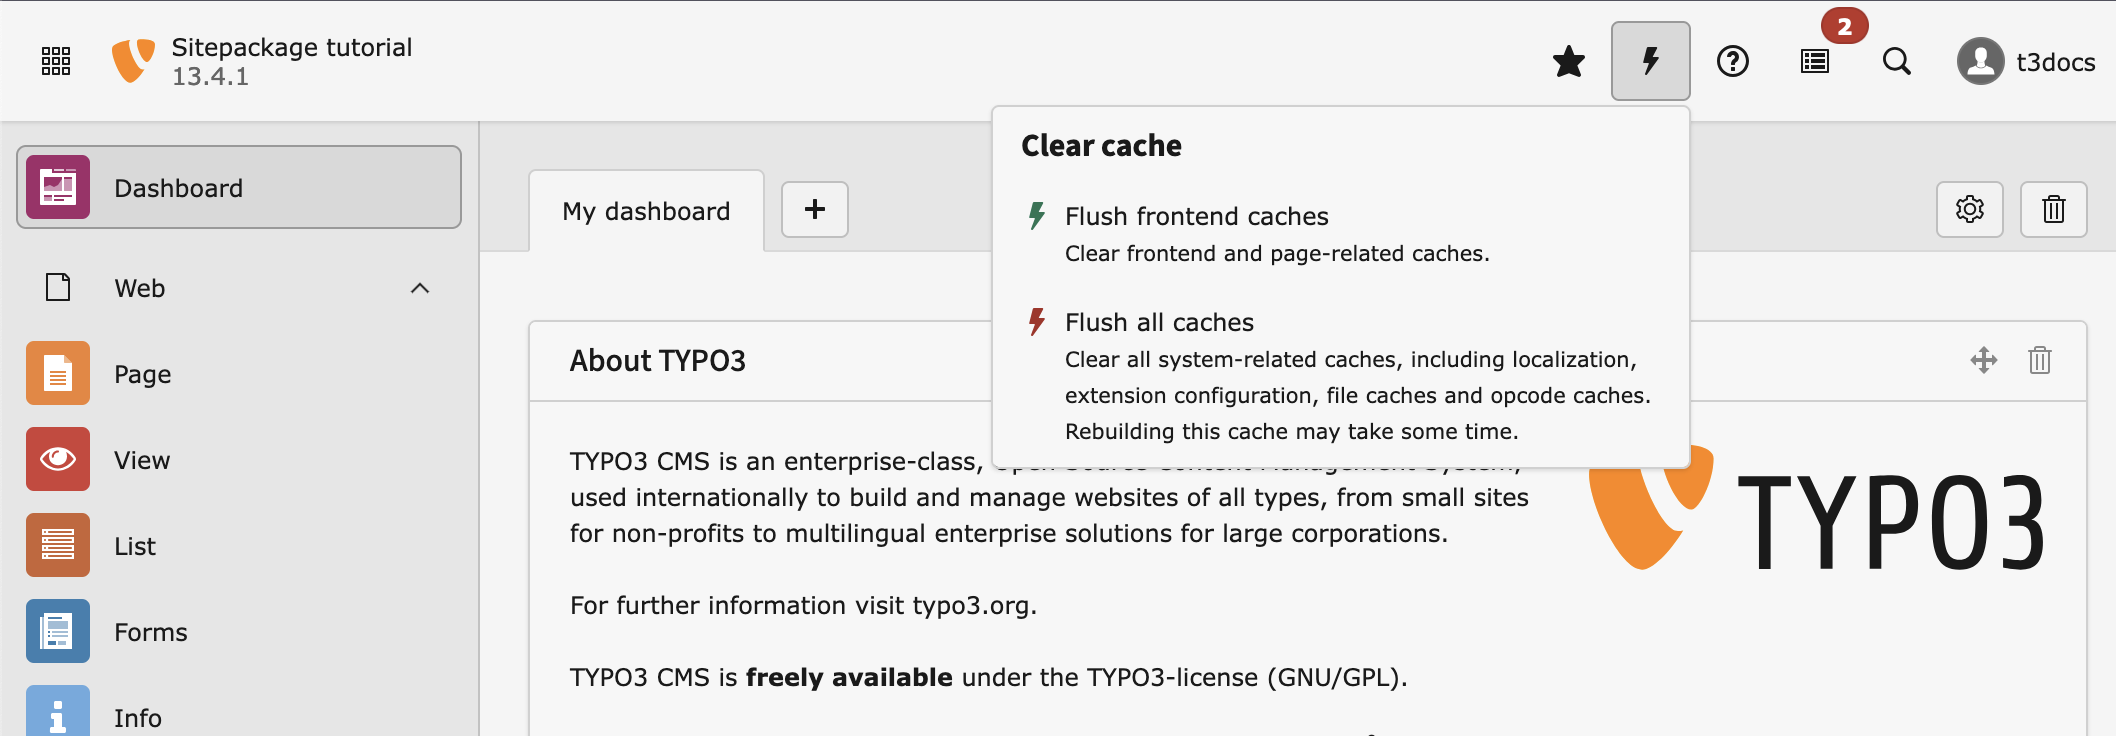 Sitepackage tutorial
13.4.1
2
t3docs
Clear cache
Flush frontend caches
Clear frontend and page-related caches.
Flush all caches
Clear all system-related caches, including localization,
extension configuration, file caches and opcode caches.
Rebuilding this cache may take some time.
Dashboard
Web
Page
View
List
Forms
Info
My dashboard
About TYPO3
TYPO3 CMS is an enterprise-class,
used internationally to build and manage websites of all types, from small sites
for non-profits to multilingual enterprise solutions for large corporations.
For further information visit typo3.org.
TYPO3 CMS is freely available under the TYPO3-license (GNU/GPL).
TYPO3